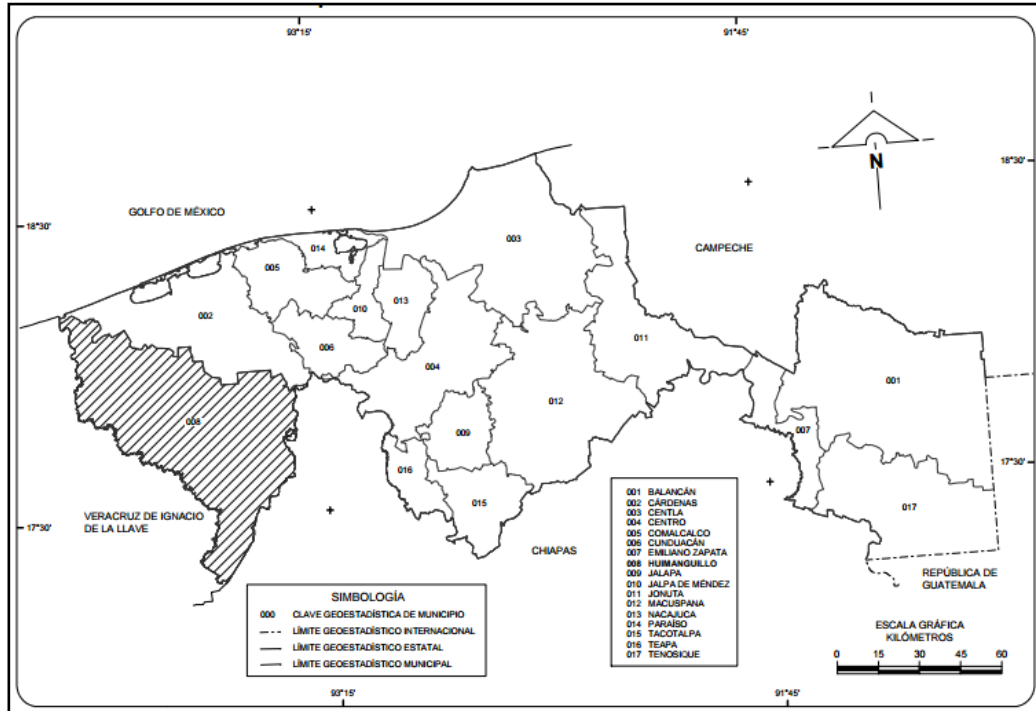 93°15'
91°45'
18°30'
N
GOLFO DE MÉXICO
18°30'
003
CAMPECHE
014
005
013
010
002
006
011
004
001
012
008
007
009
17°30'
016
015
017
VERACRUZ DE IGNACIO
DE LA LLAVE
17°30'
CHIAPAS
REPÚBLICA DE
GUATEMALA
001 BALANCÁN
002 CÁRDENAS
003 CENTLA
004 CENTRO
005 COMALCALCO
006 CUNDUACÁN
007 EMILIANO ZAPATA
008 HUIMANGUILLO
009 JALAPA
010 JALPA DE MÉNDEZ
011 JONUTA
012 MACUSPANA
013 NACAJUCA
014 PARAÍSO
015 TACOTALPA
016 TEAPA
017 TENOSIQUE
SIMBOLOGÍA
000 CLAVE GEOESTADÍSTICA DE MUNICIPIO
LÍMITE GEOESTADÍSTICO INTERNACIONAL
LÍMITE GEOESTADÍSTICO ESTATAL
LÍMITE GEOESTADÍSTICO MUNICIPAL
ESCALA GRÁFICA
KILÓMETROS
0 15 30 45 60
93°15'
91°45'